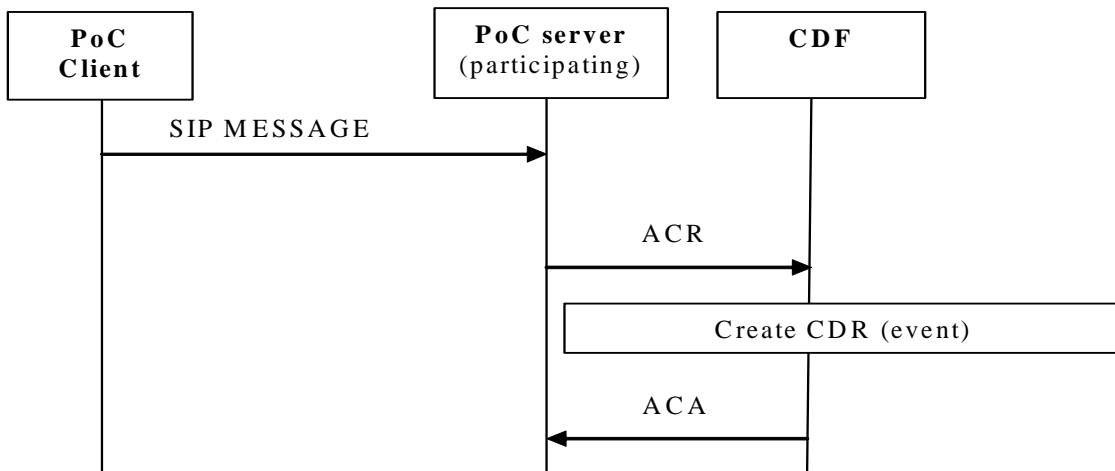 PoC
Client
PoC server
(participating)
CDF
SIP MESSAGE
ACR
Create CDR (event)
ACA